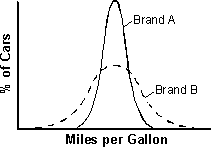 Brand A
% of Cars
Brand B
Miles per Gallon